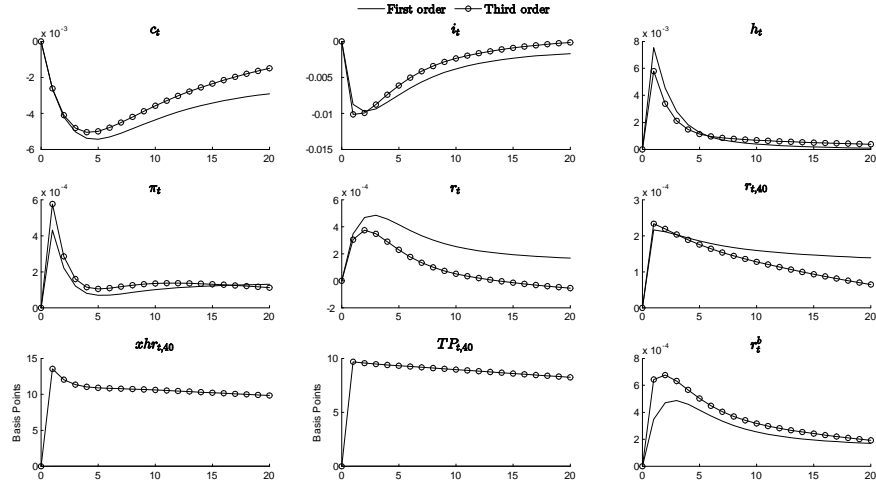 First order Third order
c_t i_t h_t
x 10^-3 x 10^-3
0 0 8
-2 -0.005 6
-4 -0.01 4
-6 -0.015 2
0
0 5 10 15 20 0 5 10 15 20 0 5 10 15 20
π_t r_t r_{t,40}
x 10^-4 x 10^-4 x 10^-4
6 6 3
4 4 2
2 2 1
0 0 0
-2
0 5 10 15 20 0 5 10 15 20 0 5 10 15 20
xhr_{t,40} TP_{t,40} r_t^b
x 10^-4
15 10 8
10 5 6
5 0 4
0 2
0
Basis Points Basis Points
0 5 10 15 20 0 5 10 15 20 0 5 10 15 20